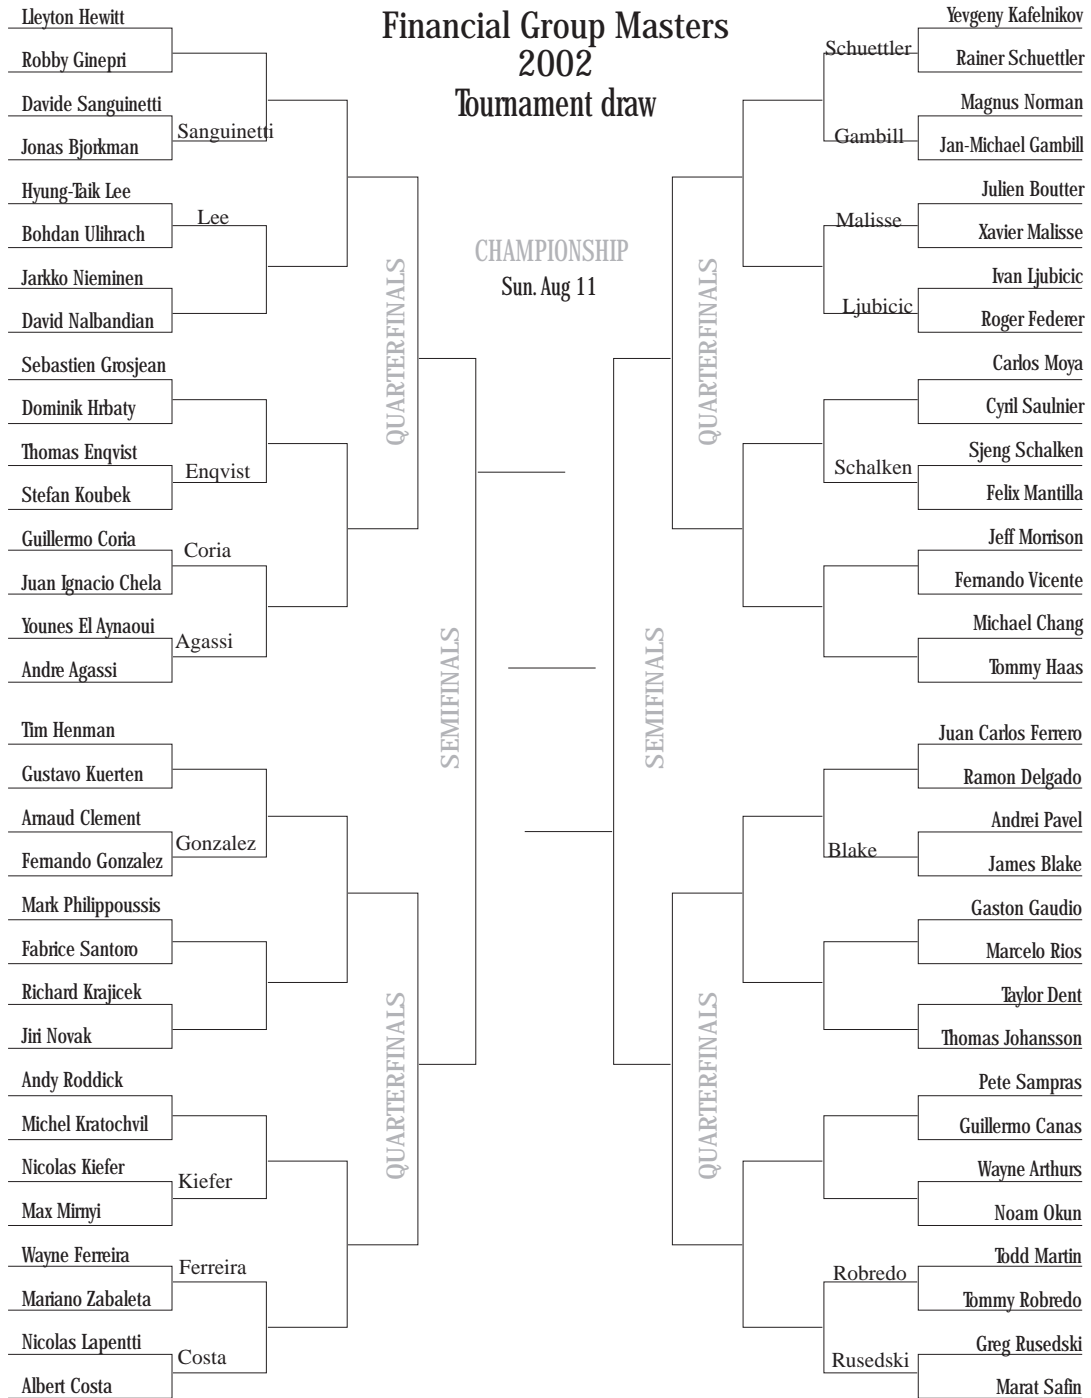 Financial Group Masters
2002
Tournament draw
CHAMPIONSHIP
Sun. Aug 11
Lleyton Hewitt
Robby Ginepri
Davide Sanguinetti
Sanguinetti
Jonas Bjorkman
Hyung-Taik Lee
Lee
Bohdan Ulihrach
Jarkko Nieminen
David Nalbandian
QUARTERFINALS
Sebastien Grosjean
Dominik Hrbaty
Thomas Enqvist
Enqvist
Stefan Koubek
Guillermo Coria
Coria
Juan Ignacio Chela
Younes El Aynaoui
Agassi
Andre Agassi
SEMIFINALS
Tim Henman
Gustavo Kuerten
Arnaud Clement
Gonzalez
Fernando Gonzalez
Mark Philippoussis
Fabrice Santoro
Richard Krajicek
Jiri Novak
QUARTERFINALS
Andy Roddick
Michel Kratochvil
Nicolas Kiefer
Kiefer
Max Mirnyi
Wayne Ferreira
Ferreira
Mariano Zabaleta
Nicolas Lapentti
Costa
Albert Costa
Yevgeny Kafelnikov
Schuettler
Rainer Schuettler
Magnus Norman
Gambill
Jan-Michael Gambill
Julien Boutter
Malisse
Xavier Malisse
Ivan Ljubicic
Ljubicic
Roger Federer
QUARTERFINALS
Carlos Moya
Cyril Saulnier
Sjeng Schalken
Schalken
Felix Mantilla
Jeff Morrison
Fernando Vicente
Michael Chang
Tommy Haas
SEMIFINALS
Juan Carlos Ferrero
Ramon Delgado
Andrei Pavel
Blake
James Blake
Gaston Gaudio
Marcelo Rios
Taylor Dent
Thomas Johansson
QUARTERFINALS
Pete Sampras
Guillermo Canas
Wayne Arthurs
Noam Okun
Todd Martin
Robredo
Tommy Robredo
Greg Rusedski
Rusedski
Marat Safin